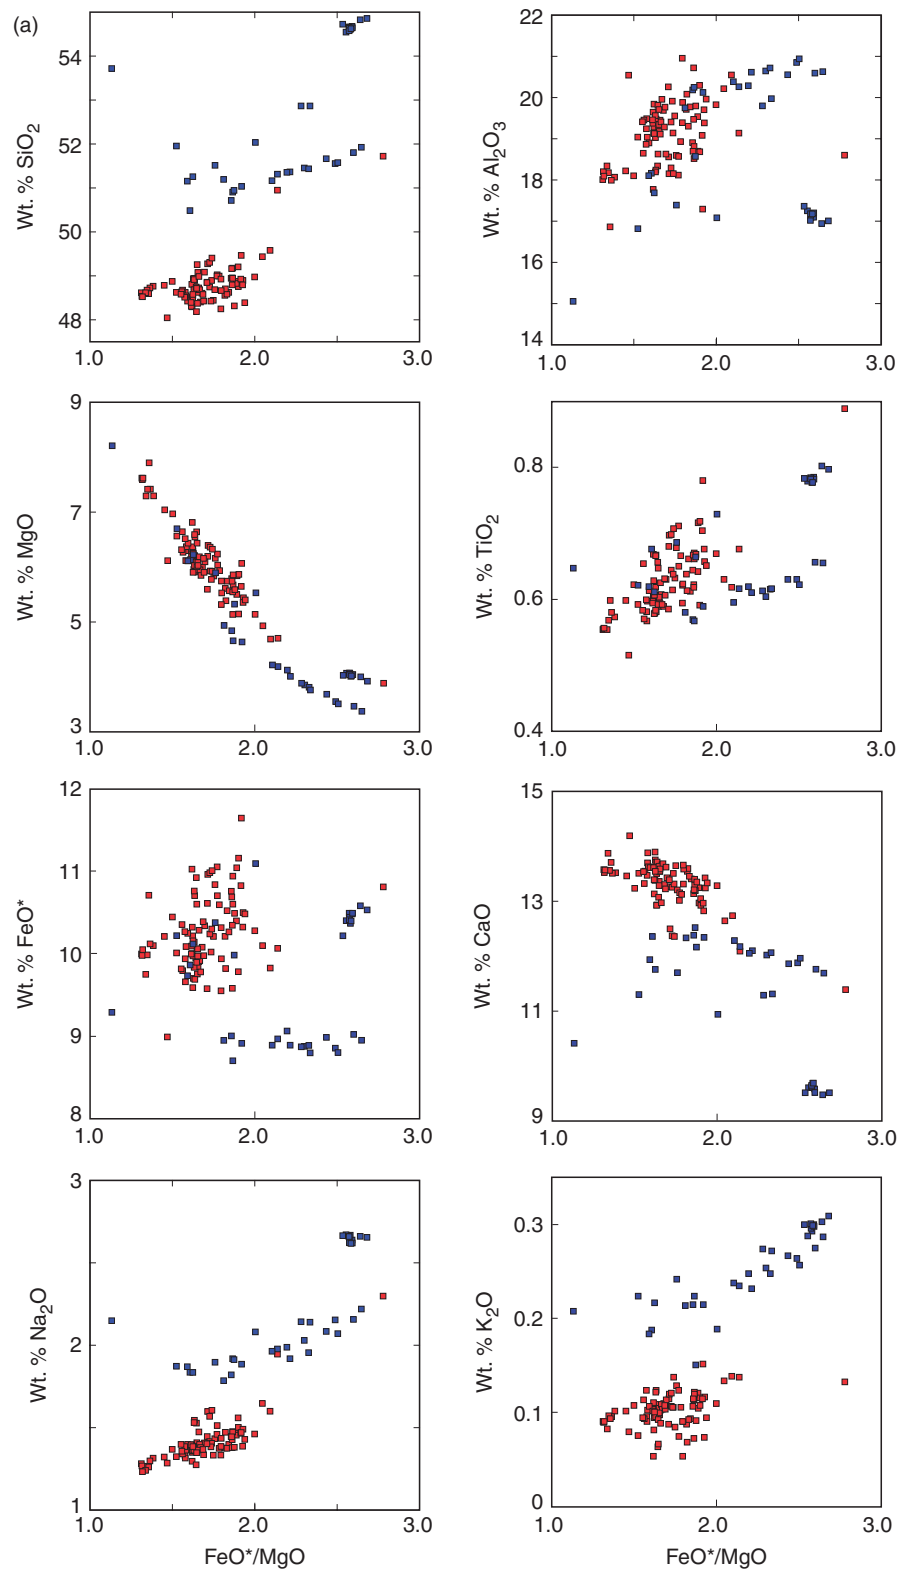 (a)
Wt. % SiO2
54
52
50
48
1.0 2.0 3.0
Wt. % Al2O3
22
20
18
16
14
1.0 2.0 3.0
Wt. % MgO
9
7
5
3
1.0 2.0 3.0
Wt. % TiO2
0.8
0.6
0.4
1.0 2.0 3.0
Wt. % FeO*
12
11
10
9
8
1.0 2.0 3.0
Wt. % CaO
15
13
11
9
1.0 2.0 3.0
Wt. % Na2O
3
2
1
1.0 2.0 3.0
FeO*/MgO
Wt. % K2O
0.3
0.2
0.1
0
1.0 2.0 3.0
FeO*/MgO